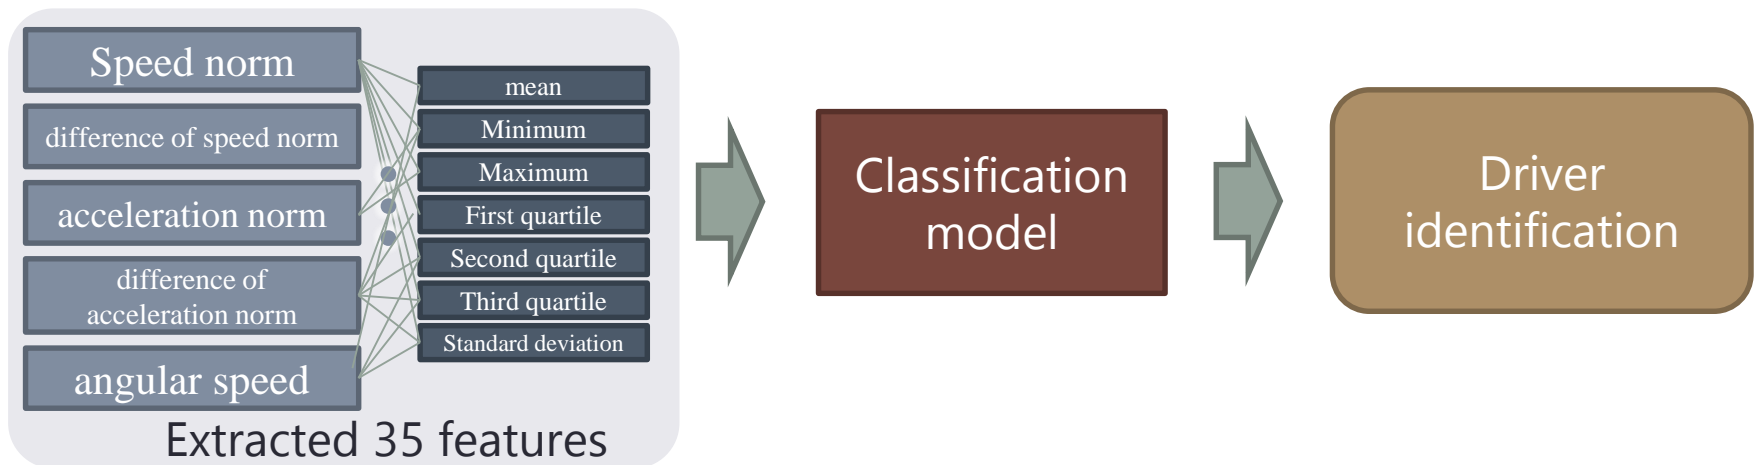 Speed norm
difference of speed norm
acceleration norm
difference of
acceleration norm
angular speed
mean
Minimum
Maximum
First quartile
Second quartile
Third quartile
Standard deviation
Extracted 35 features
Classification
model
Driver
identification